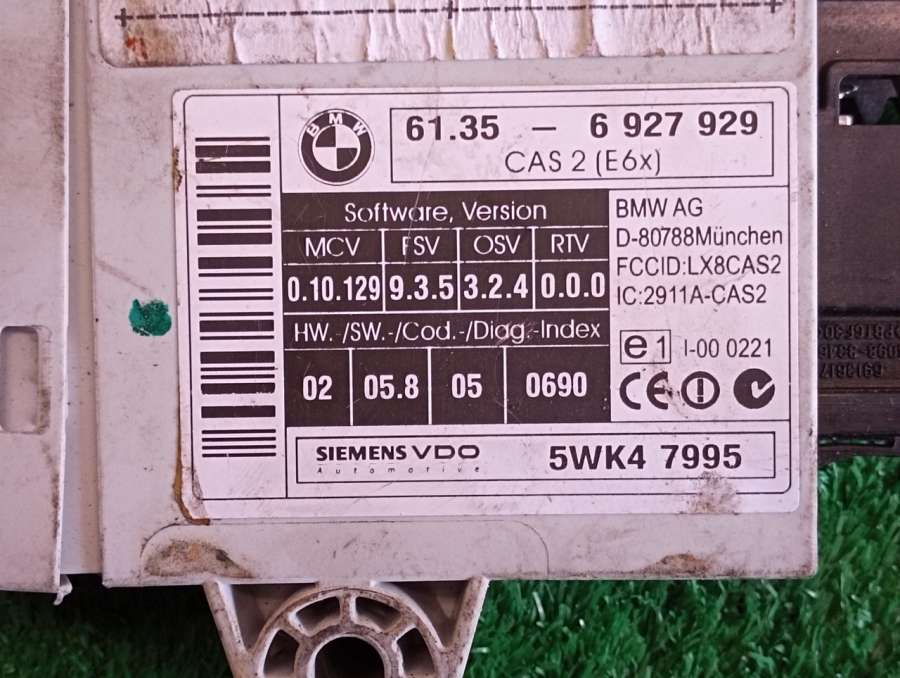 BMW
61.35 – 6 927 929
CAS 2 (E6x)
Software, Version
MCV FSV OSV RTV
0.10.129 9.3.5 3.2.4 0.0.0
HW.-/SW.-/Cod.-/Diag.-Index
02 05.8 05 0690
BMW AG
D-80788München
FCCID:LX8CAS2
IC:2911A-CAS2
e1 I-00 0221
CE
SIEMENS VDO
Automotive
5WK4 7995